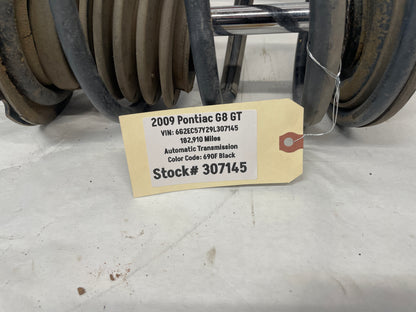 2009 Pontiac G8 GT
VIN: 6G2EC57Y29L307145
182,910 Miles
Automatic Transmission
Color Code: 690F Black
Stock# 307145